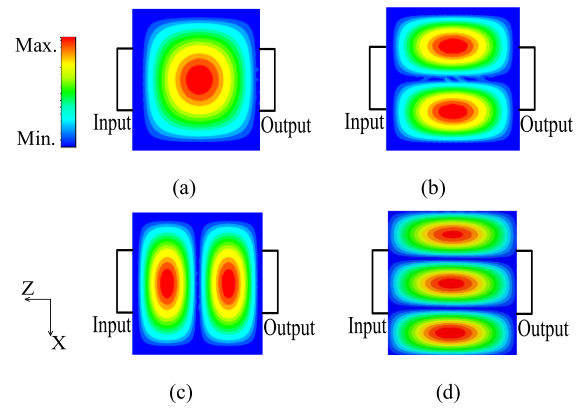 Max.
Min.
Input
Output
Input
Output
(a)
(b)
Z
X
Input
Output
Input
Output
(c)
(d)